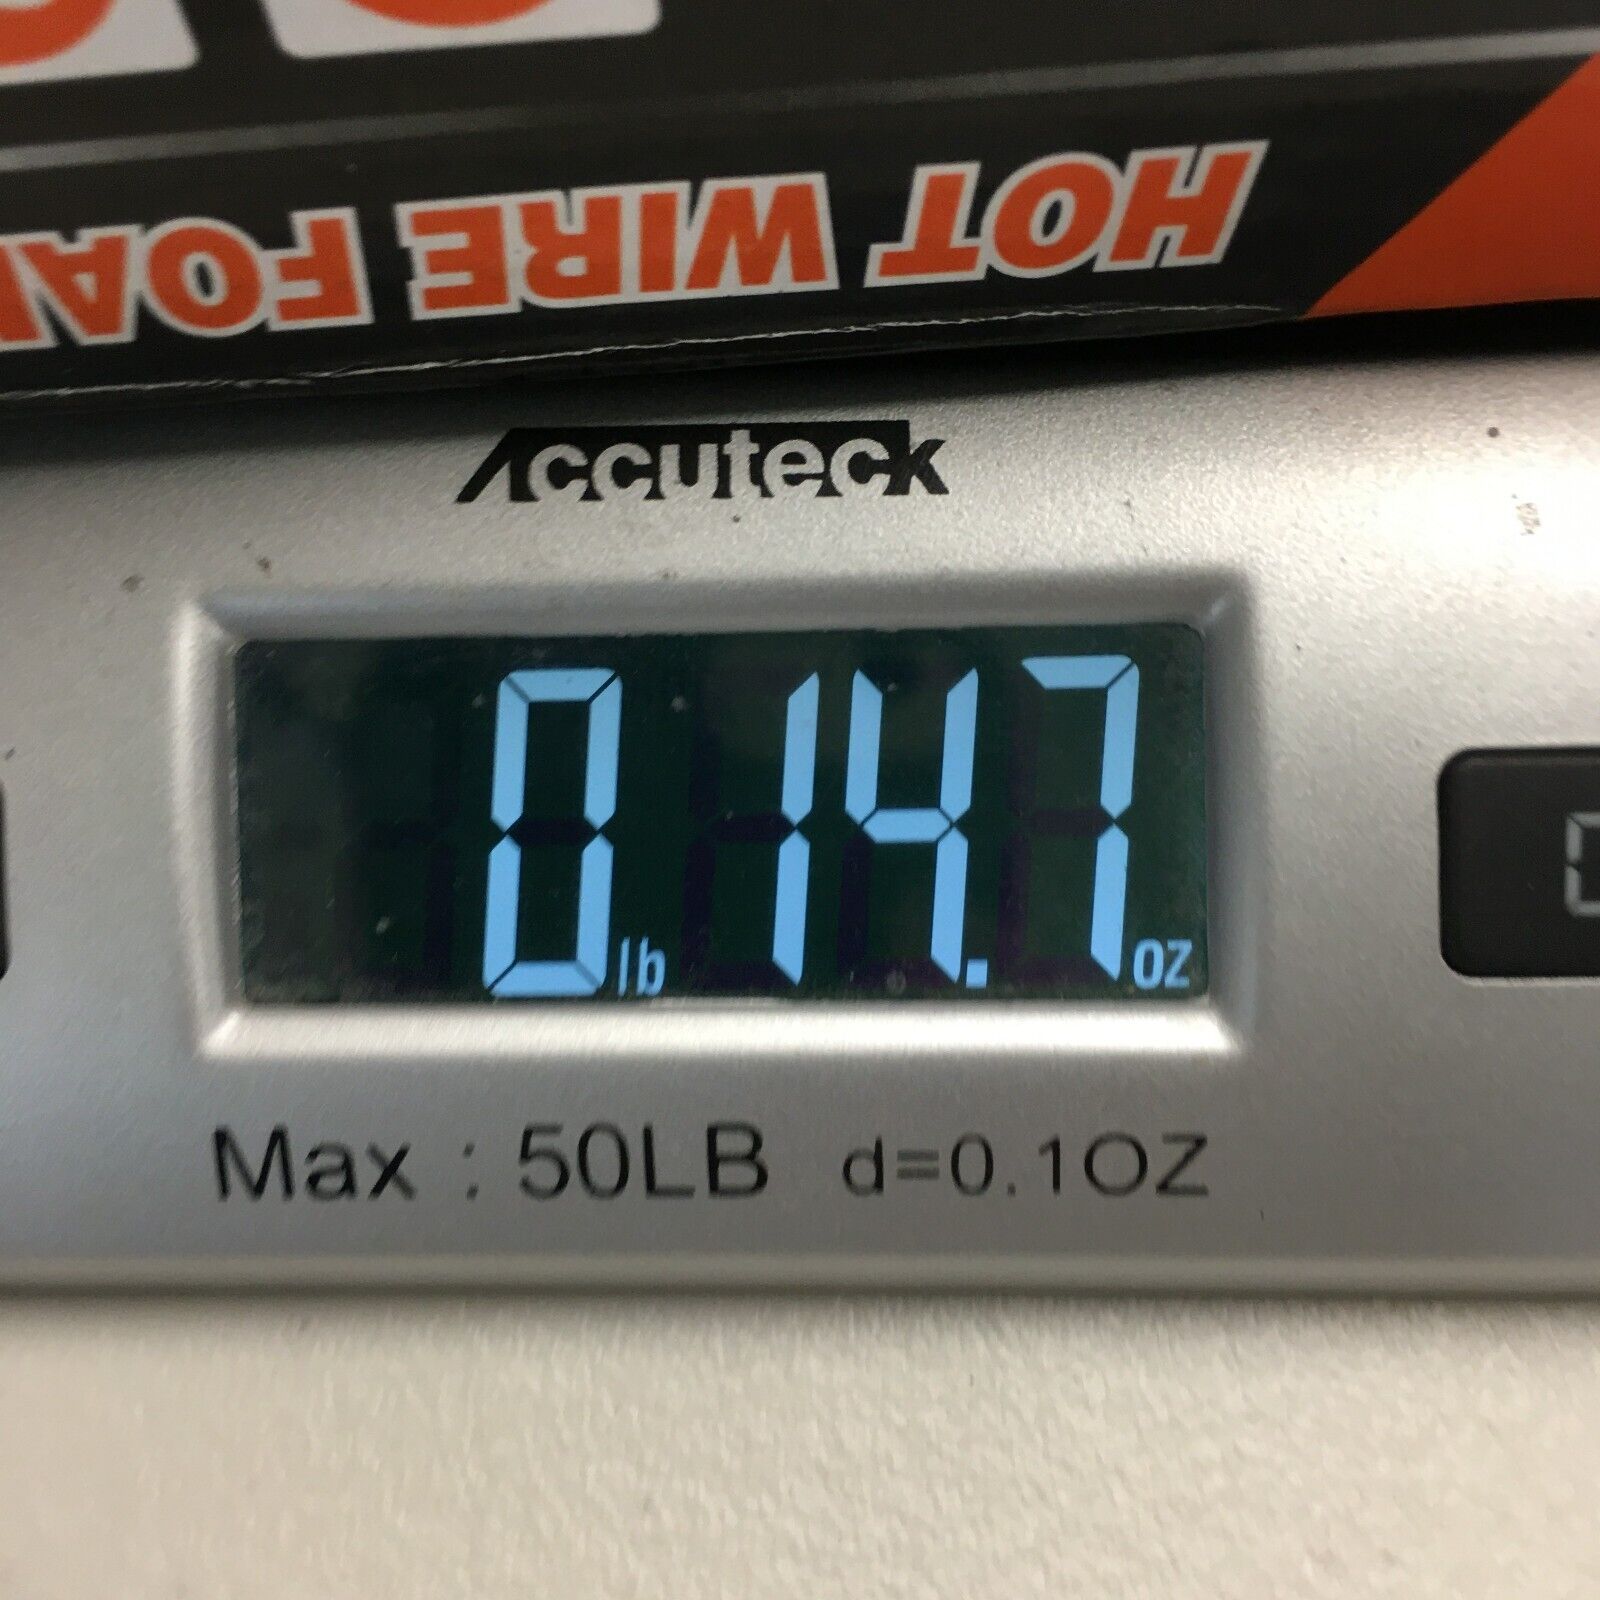 HOT WIRE FOA
Accuteck
0 lb 14.7 oz
Max : 50LB d=0.1OZ